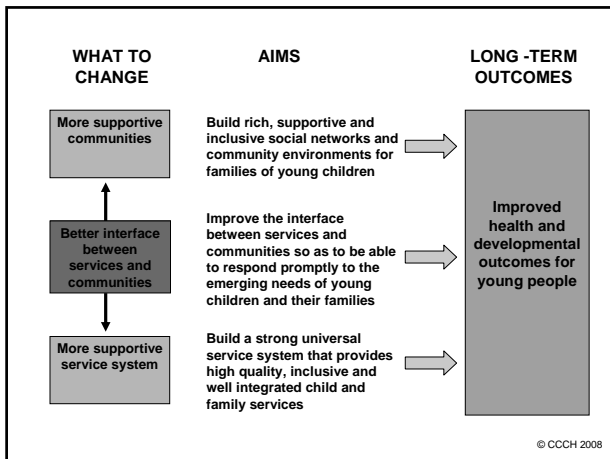 WHAT TO
CHANGE
AIMS
LONG -TERM
OUTCOMES
More supportive
communities
Build rich, supportive and
inclusive social networks and
community environments for
families of young children
Better interface
between
services and
communities
Improve the interface
between services and
communities so as to be able
to respond promptly to the
emerging needs of young
children and their families
More supportive
service system
Build a strong universal
service system that provides
high quality, inclusive and
well integrated child and
family services
Improved
health and
developmental
outcomes for
young people
© CCCH 2008